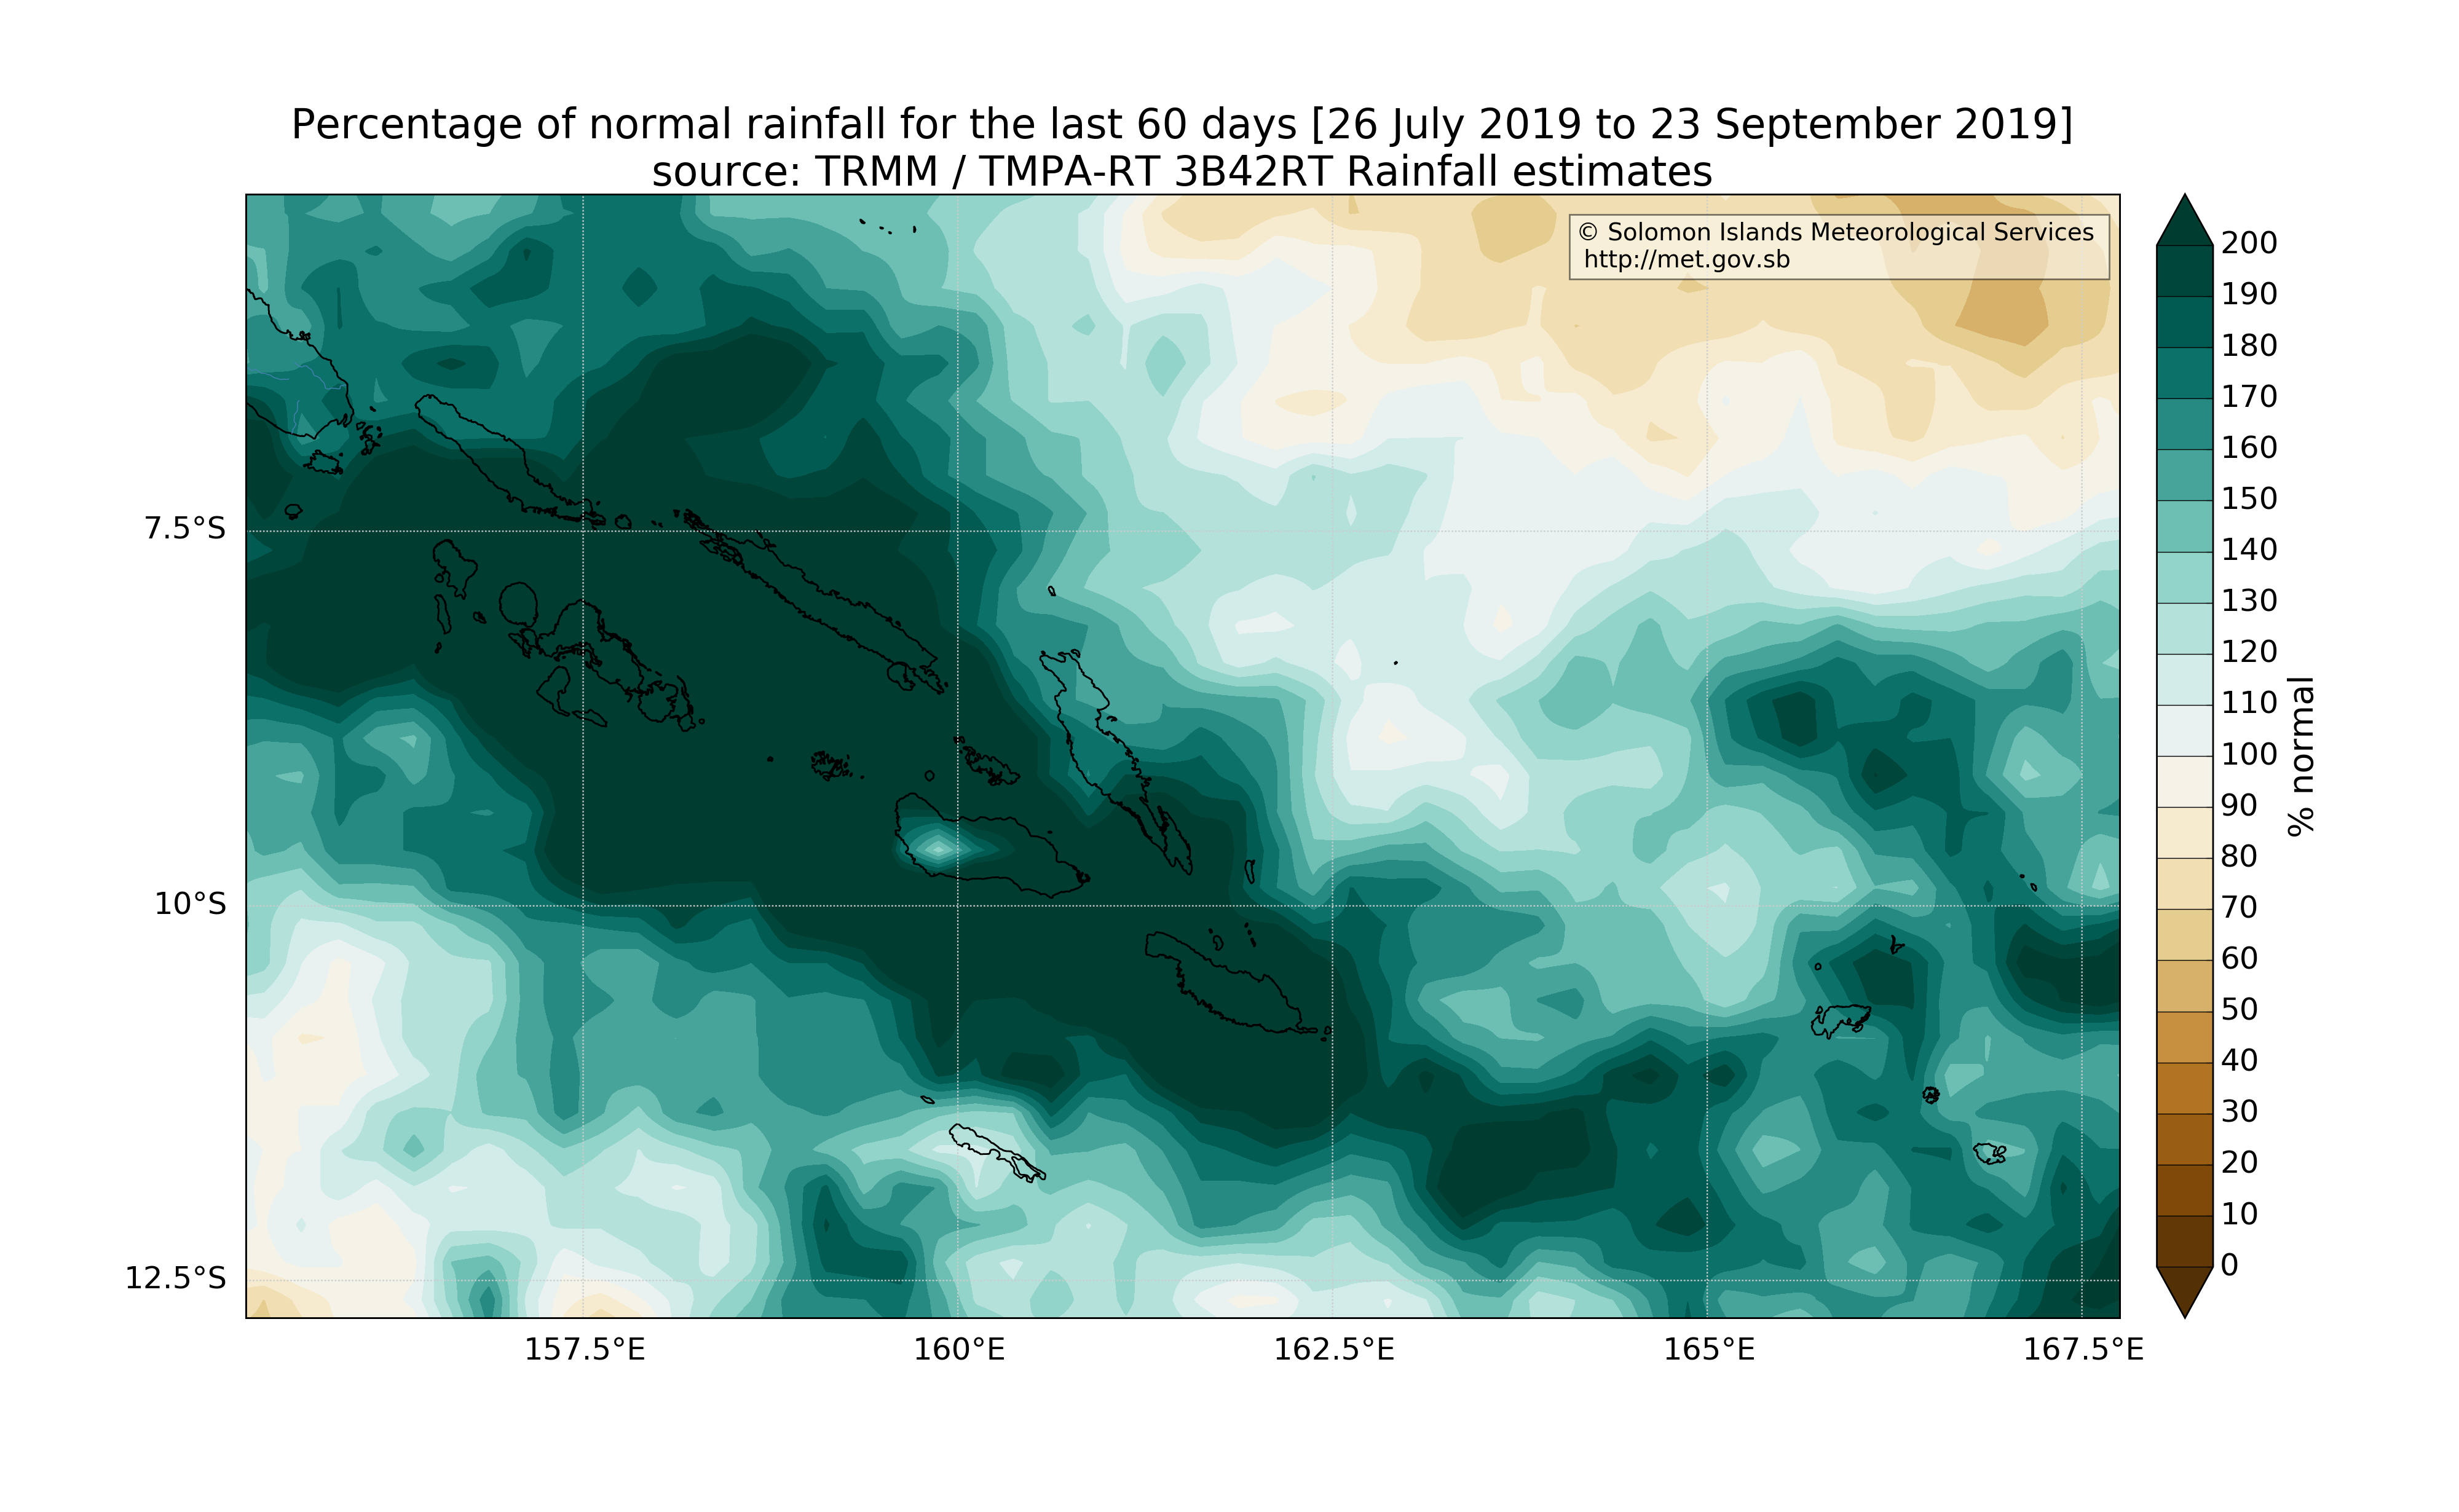 Percentage of normal rainfall for the last 60 days [26 July 2019 to 23 September 2019]
source: TRMM / TMPA-RT 3B42RT Rainfall estimates
© Solomon Islands Meteorological Services
http://met.gov.sb
7.5°S
10°S
12.5°S
157.5°E
160°E
162.5°E
165°E
167.5°E
200
190
180
170
160
150
140
130
120
110
100
90
80
70
60
50
40
30
20
10
0
% normal